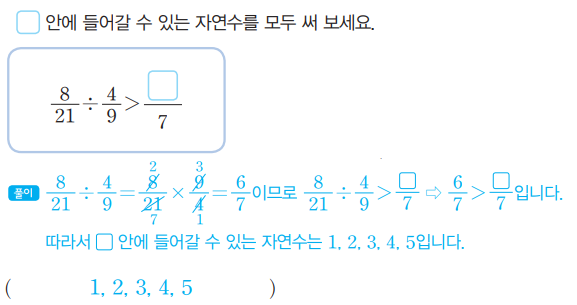 □ 안에 들어갈 수 있는 자연수를 모두 써 보세요.
8/21 ÷ 4/9 > □/7
풀이 8/21 ÷ 4/9 = 8/21 (2/7) × 9/4 (3/1) = 6/7 이므로 8/21 ÷ 4/9 > □/7 ⇨ 6/7 > □/7 입니다.
따라서 □ 안에 들어갈 수 있는 자연수는 1, 2, 3, 4, 5입니다.
( 1, 2, 3, 4, 5 )